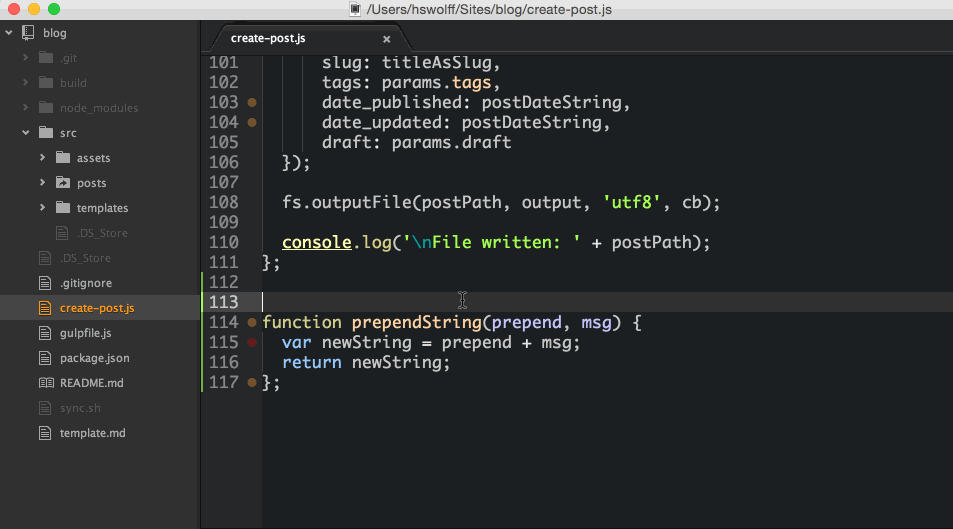 /Users/hswolff/Sites/blog/create-post.js
blog
.git
build
node_modules
src
assets
posts
templates
.DS_Store
.DS_Store
.gitignore
create-post.js
gulpfile.js
package.json
README.md
sync.sh
template.md
create-post.js ×
101 slug: titleAsSlug,
102 tags: params.tags,
103 date_published: postDateString,
104 date_updated: postDateString,
105 draft: params.draft
106 });
107
108 fs.outputFile(postPath, output, 'utf8', cb);
109
110 console.log('\nFile written: ' + postPath);
111 };
112
113
114 function prependString(prepend, msg) {
115 var newString = prepend + msg;
116 return newString;
117 };